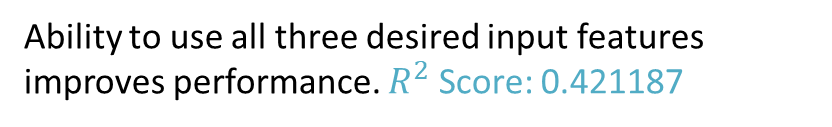 Ability to use all three desired input features
improves performance. R² Score: 0.421187